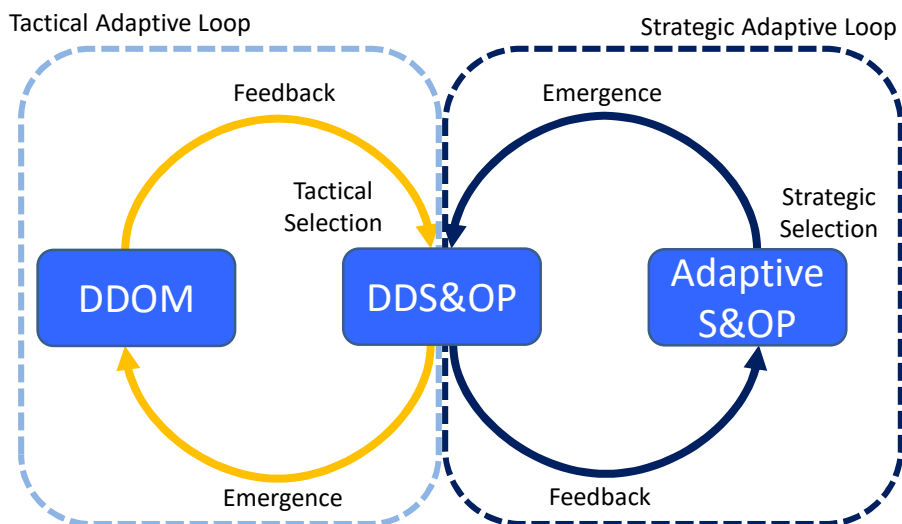 Tactical Adaptive Loop
Strategic Adaptive Loop
Feedback
Emergence
Tactical
Selection
Strategic
Selection
DDOM
DDS&OP
Adaptive
S&OP
Emergence
Feedback